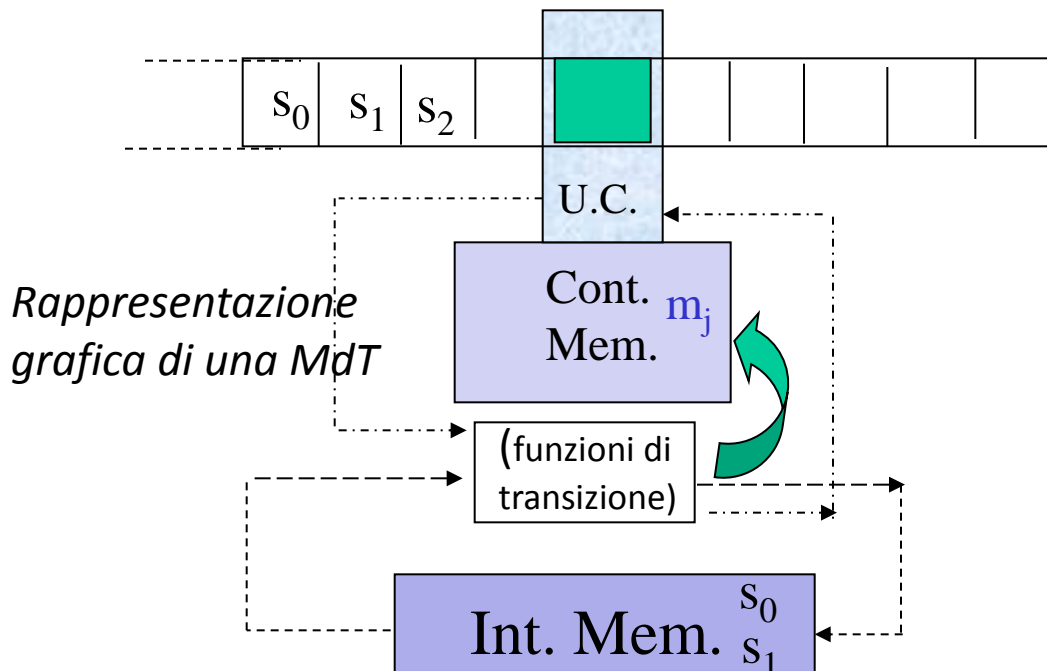 s₀ s₁ s₂
U.C.
Cont. mⱼ
Mem.
Rappresentazione
grafica di una MdT
(funzioni di
transizione)
Int. Mem. s₀
s₁